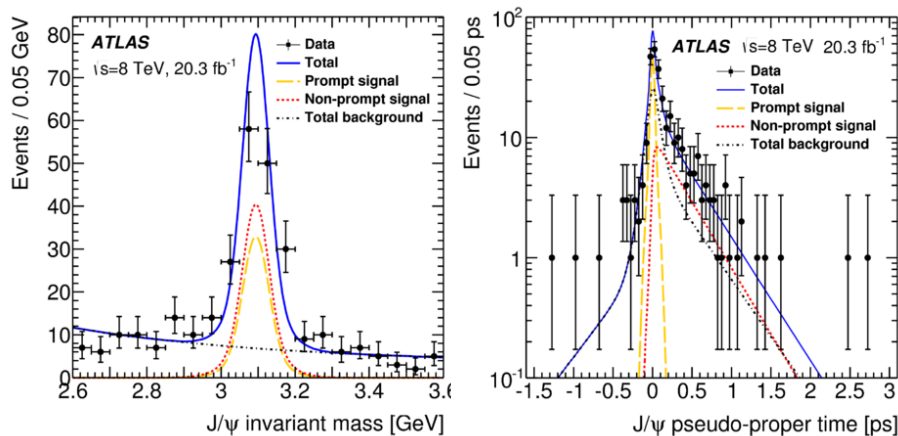 Events / 0.05 GeV
80
70
60
50
40
30
20
10
0
2.6
2.8
3
3.2
3.4
3.6
J/ψ invariant mass [GeV]
ATLAS
√s=8 TeV, 20.3 fb-1
Data
Total
Prompt signal
Non-prompt signal
Total background
Events / 0.05 ps
10²
10
1
10-1
-1.5
-1
-0.5
0
0.5
1
1.5
2
2.5
3
J/ψ pseudo-proper time [ps]
ATLAS √s=8 TeV 20.3 fb-1
Data
Total
Prompt signal
Non-prompt signal
Total background